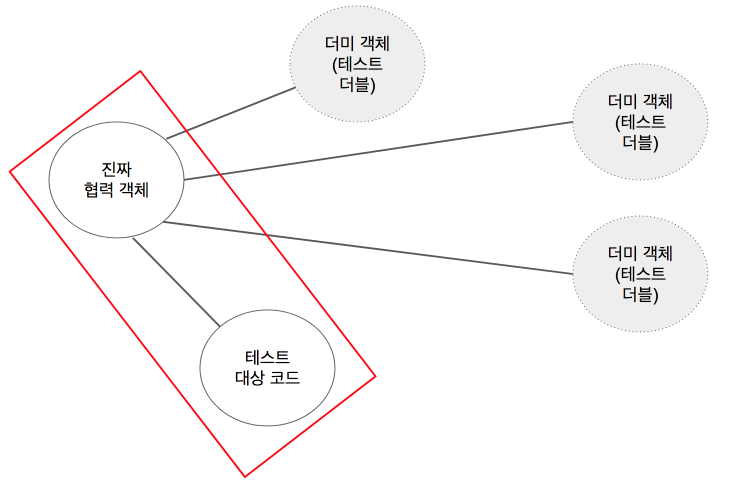 더미 객체
(테스트
더블)
더미 객체
(테스트
더블)
진짜
협력 객체
더미 객체
(테스트
더블)
테스트
대상 코드